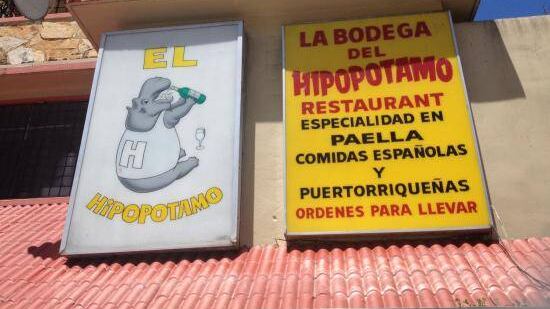 EL
H
HIPOPOTAMO
LA BODEGA
DEL
HIPOPOTAMO
RESTAURANT
ESPECIALIDAD EN
PAELLA
COMIDAS ESPAÑOLAS
Y
PUERTORRIQUEÑAS
ORDENES PARA LLEVAR